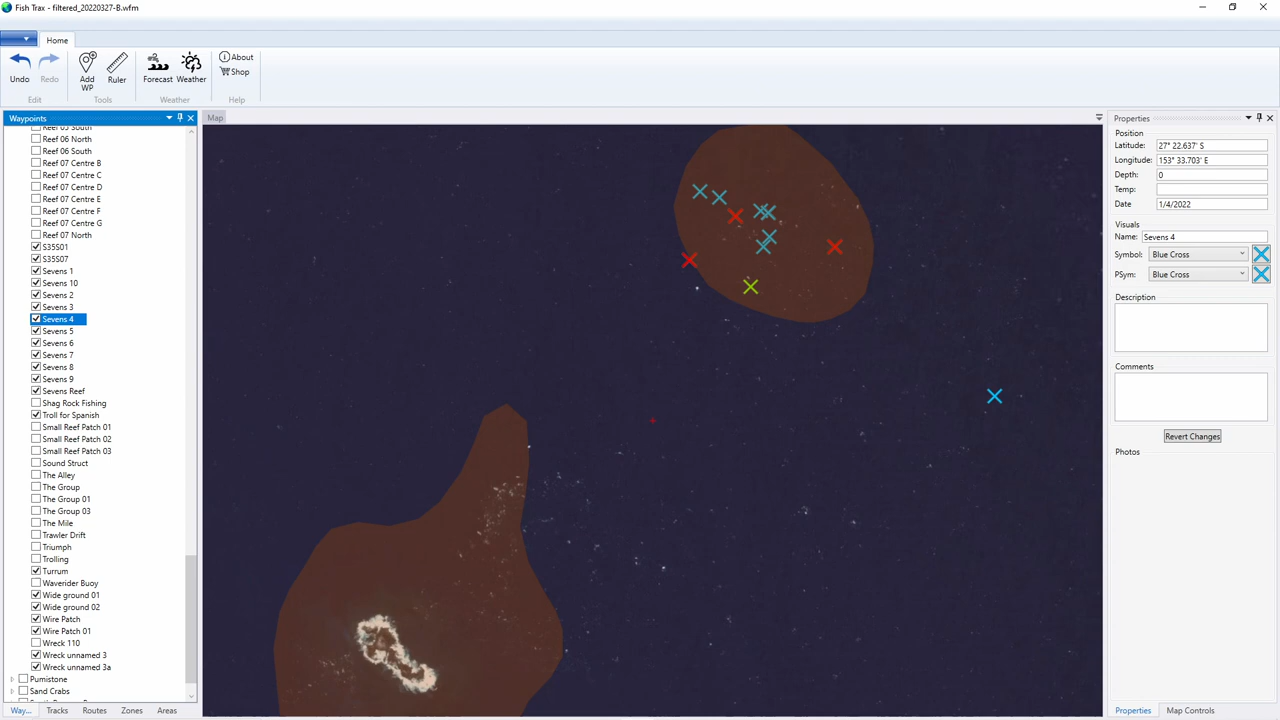 Fish Trax - filtered_20220327-B.wfm
Home
Undo
Redo
Add WP
Ruler
Forecast
Weather
About
Shop
Edit
Tools
Weather
Help
Waypoints
Reef 05 South
Reef 06 North
Reef 06 South
Reef 07 Centre B
Reef 07 Centre C
Reef 07 Centre D
Reef 07 Centre E
Reef 07 Centre F
Reef 07 Centre G
Reef 07 North
S35S01
S35S07
Sevens 1
Sevens 10
Sevens 2
Sevens 3
Sevens 4
Sevens 5
Sevens 6
Sevens 7
Sevens 8
Sevens 9
Sevens Reef
Shag Rock Fishing
Troll for Spanish
Small Reef Patch 01
Small Reef Patch 02
Small Reef Patch 03
Sound Struct
The Alley
The Group
The Group 01
The Group 03
The Mile
Trawler Drift
Triumph
Trolling
Turrum
Waverider Buoy
Wide ground 01
Wide ground 02
Wire Patch
Wire Patch 01
Wreck 110
Wreck unnamed 3
Wreck unnamed 3a
Pumistone
Sand Crabs
Way...
Tracks
Routes
Zones
Areas
Map
Properties
Position
Latitude: 27° 22.637' S
Longitude: 153° 33.703' E
Depth: 0
Temp:
Date 1/4/2022
Visuals
Name: Sevens 4
Symbol: Blue Cross
PSym: Blue Cross
Description
Comments
Revert Changes
Photos
Properties
Map Controls